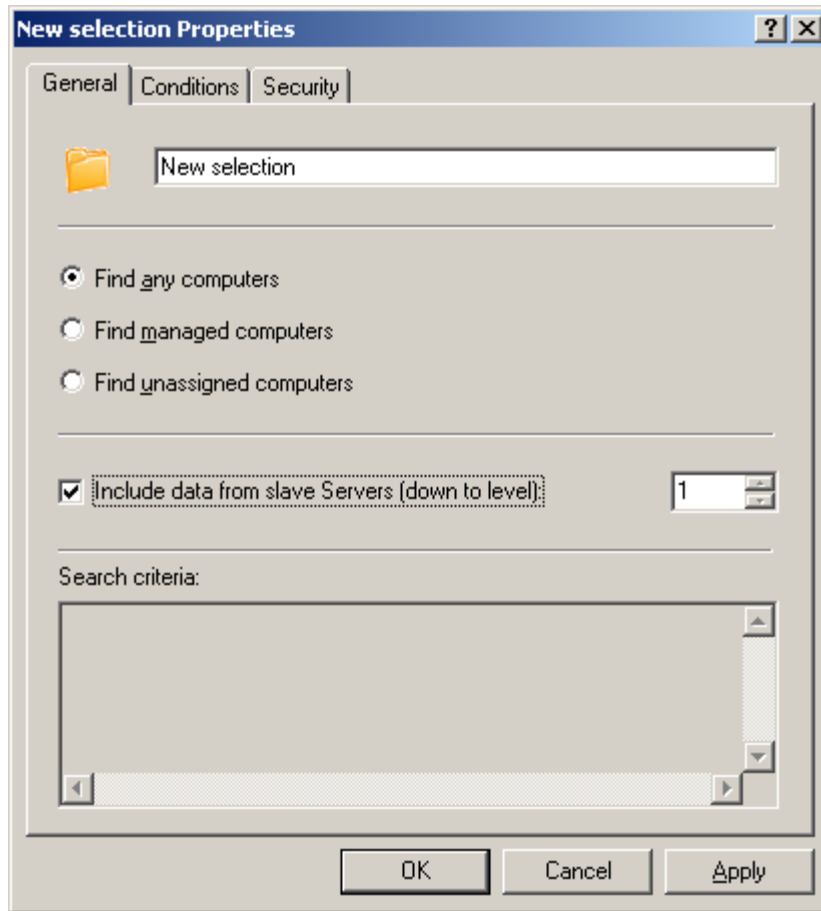 New selection Properties
General Conditions Security
New selection
Find any computers
Find managed computers
Find unassigned computers
Include data from slave Servers (down to level): 1
Search criteria:
OK Cancel Apply